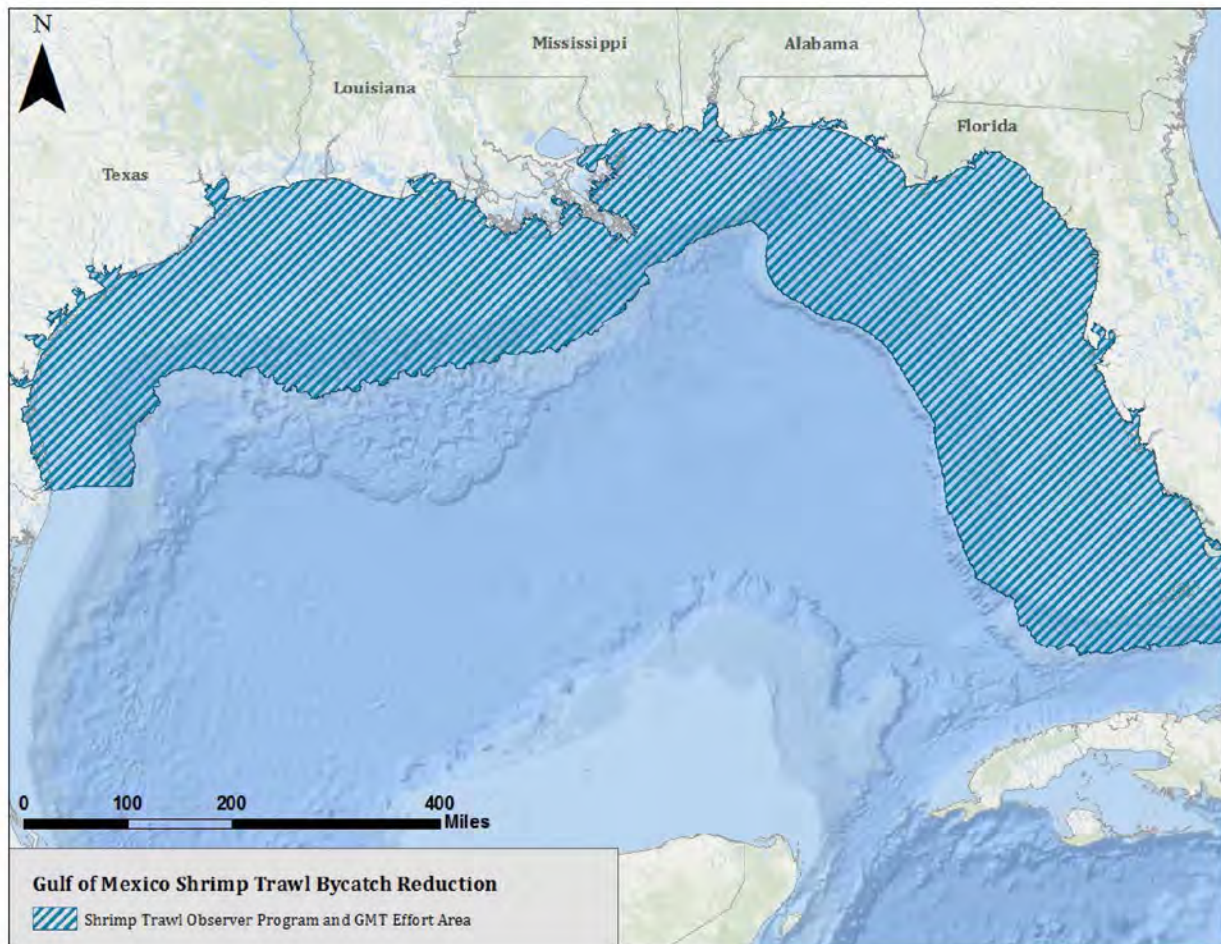 N
Mississippi
Alabama
Louisiana
Florida
Texas
0 100 200 400
Miles
Gulf of Mexico Shrimp Trawl Bycatch Reduction
Shrimp Trawl Observer Program and GMT Effort Area